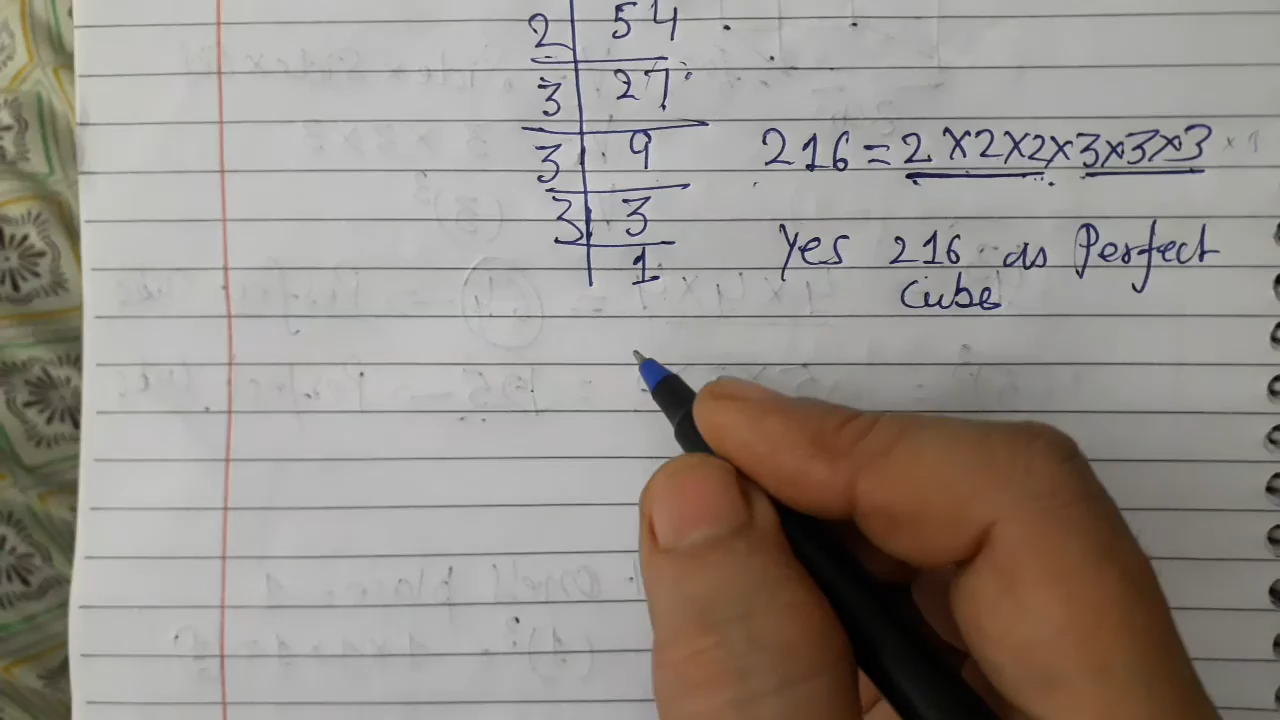 2 | 54
3 | 27
3 | 9
3 | 3
1
216 = 2 × 2 × 2 × 3 × 3 × 3
Yes 216 is Perfect
Cube